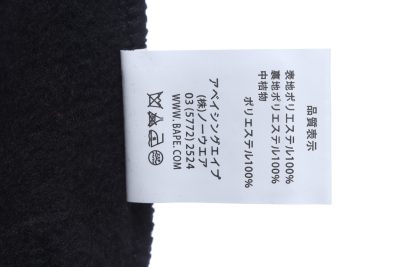 品質表示
表地ポリエステル100%
裏地ポリエステル100%
中拮物
ポリエステル100%
アベイシングエイプ
(株)ノーウエア
03 (5772) 2524
WWW.BAPE.COM